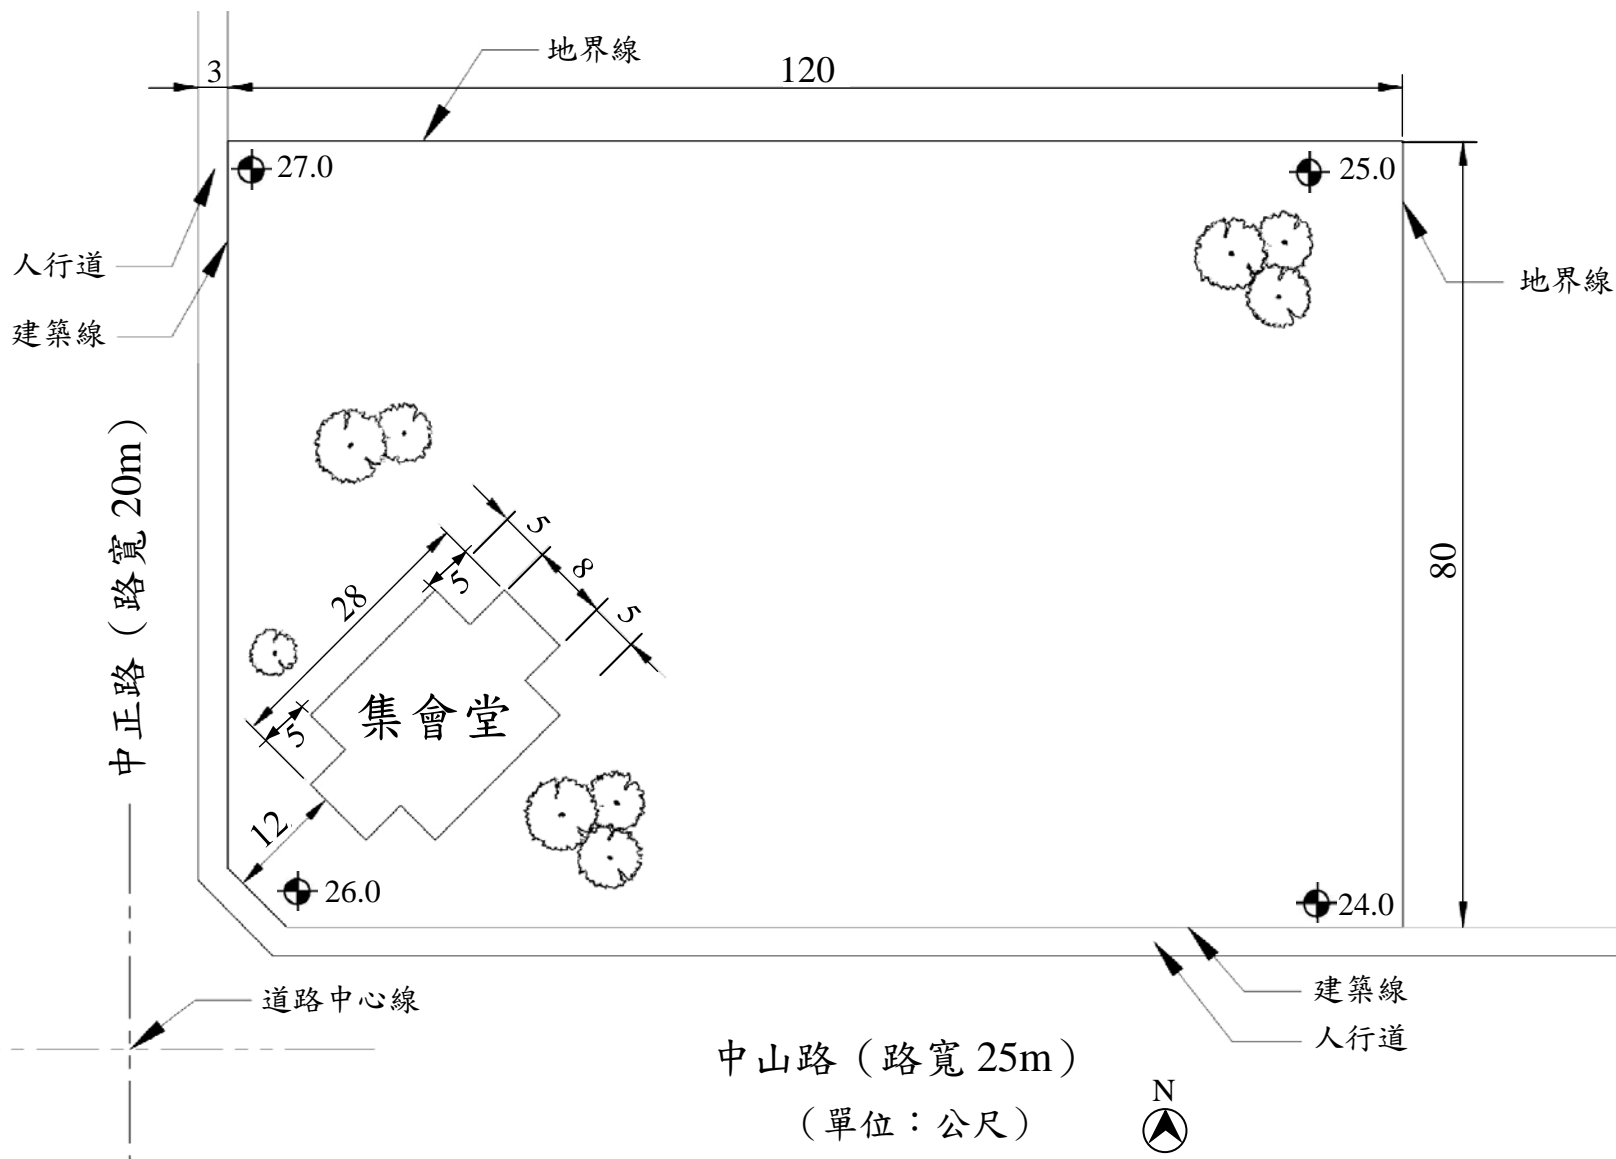 地界線
3
120
27.0
25.0
人行道
地界線
建築線
中正路（路寬 20m）
80
5
8
5
5
28
5
集會堂
12
26.0
24.0
道路中心線
建築線
人行道
中山路（路寬 25m）
（單位：公尺）
N